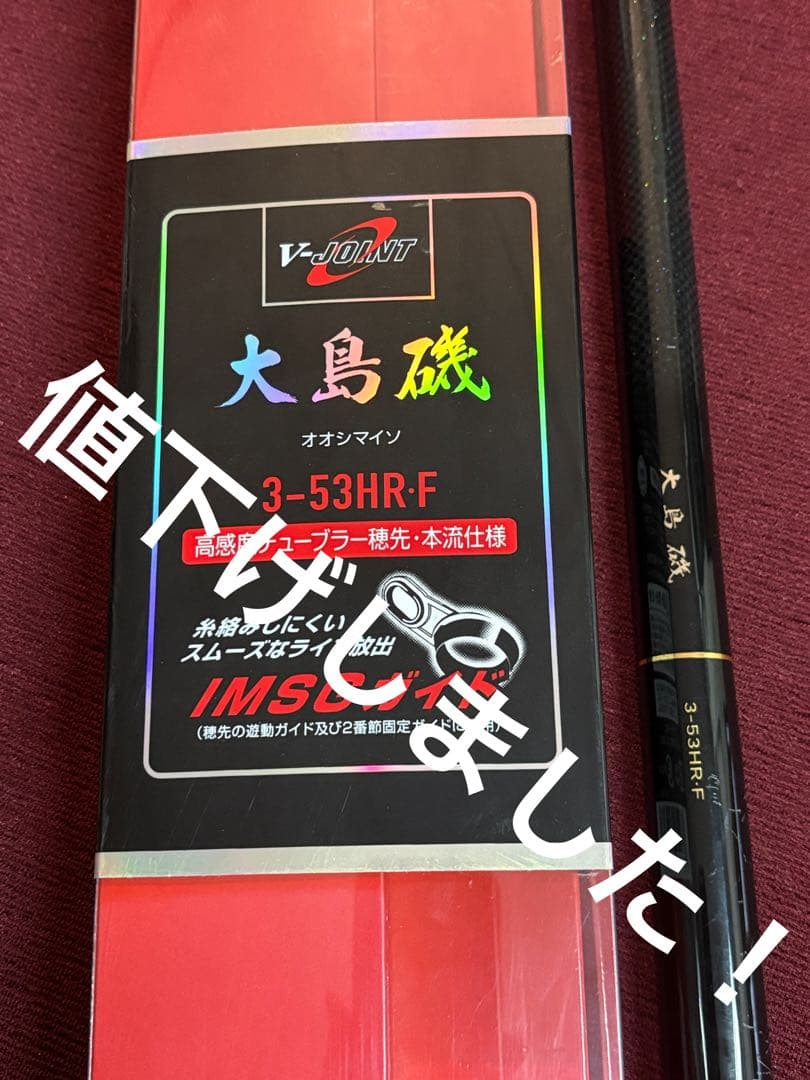 V-JOINT
大島磯
オオシマイソ
3-53HR・F
高感度チューブラー穂先・本流仕様
糸絡みしにくい
スムーズなライン放出
IMSGガイド
(穂先の遊動ガイド及び2番節固定ガイドに 用)
大島磯
3-53HR・F
値下げしました！